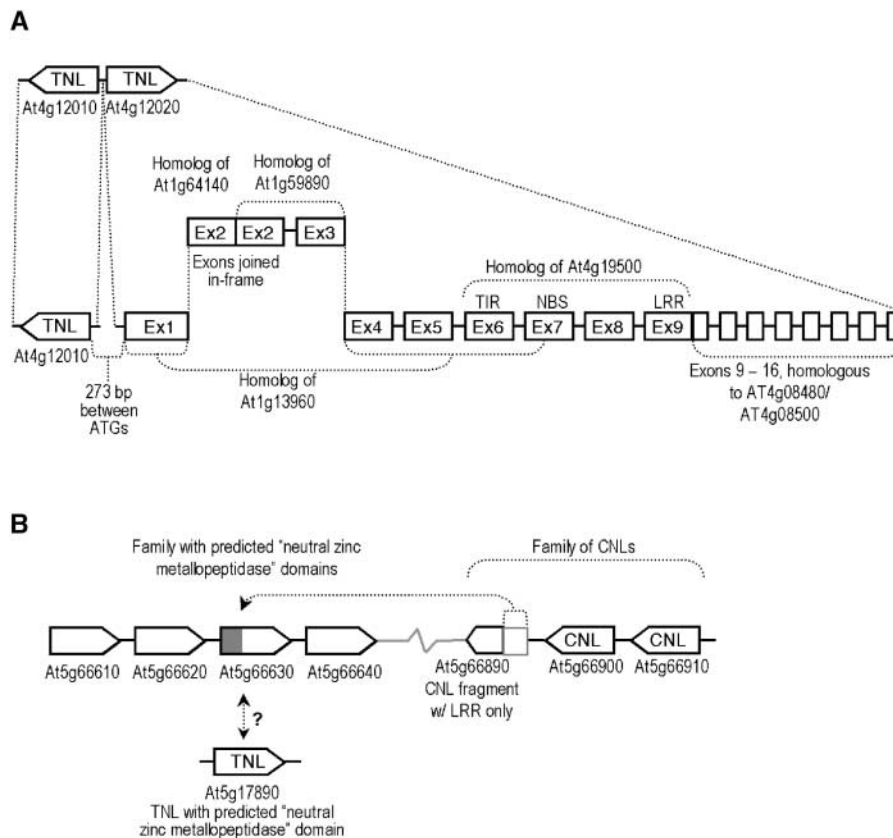 A
TNL TNL
At4g12010 At4g12020
Homolog of
At1g64140
Homolog of
At1g59890
Ex2 Ex2 Ex3
Exons joined
in-frame
Homolog of At4g19500
TIR NBS LRR
TNL Ex1 Ex4 Ex5 Ex6 Ex7 Ex8 Ex9
At4g12010
273 bp
between
ATGs
Homolog of
At1g13960
Exons 9 – 16, homologous
to AT4g08480/
AT4g08500
B
Family with predicted "neutral zinc
metallopeptidase" domains
Family of CNLs
CNL CNL
At5g66610 At5g66620 At5g66630 At5g66640 At5g66890 At5g66900 At5g66910
CNL fragment
w/ LRR only
?
TNL
At5g17890
TNL with predicted "neutral
zinc metallopeptidase" domain